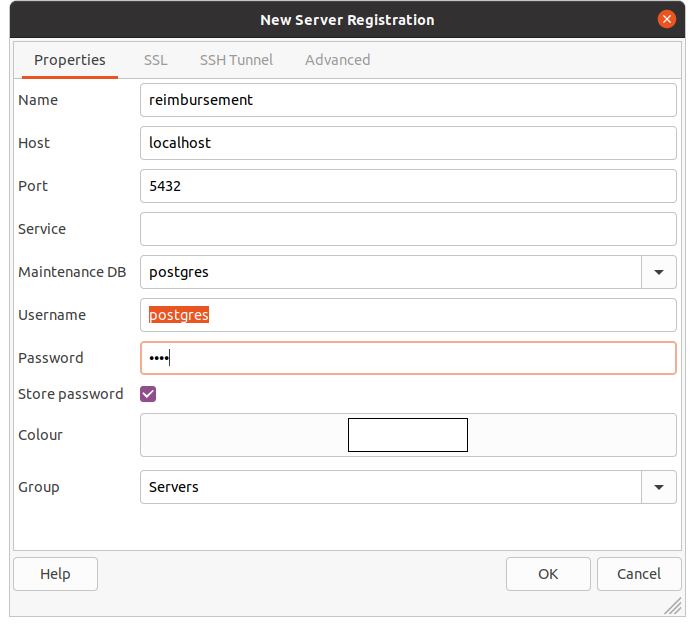 New Server Registration
Properties SSL SSH Tunnel Advanced
Name reimbursement
Host localhost
Port 5432
Service
Maintenance DB postgres
Username postgres
Password ••••
Store password
Colour
Group Servers
Help OK Cancel